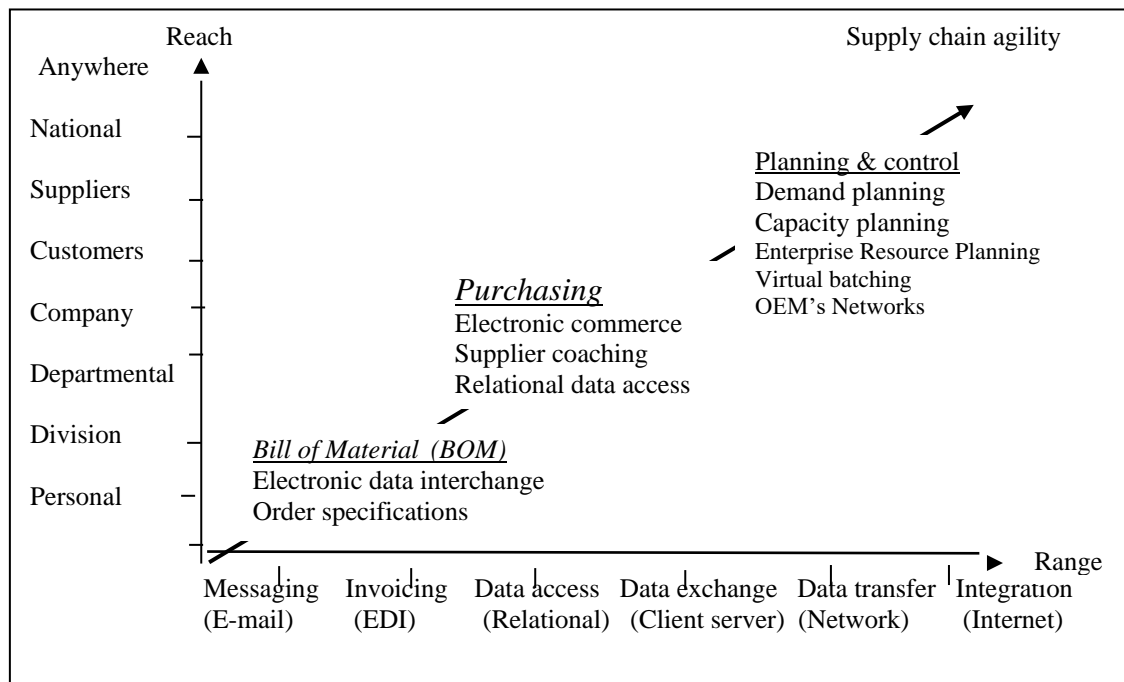 Reach
Supply chain agility
Anywhere
National
Suppliers
Customers
Company
Departmental
Division
Personal
Planning & control
Demand planning
Capacity planning
Enterprise Resource Planning
Virtual batching
OEM’s Networks
Purchasing
Electronic commerce
Supplier coaching
Relational data access
Bill of Material (BOM)
Electronic data interchange
Order specifications
Range
Messaging Invoicing Data access Data exchange Data transfer Integration
(E-mail) (EDI) (Relational) (Client server) (Network) (Internet)